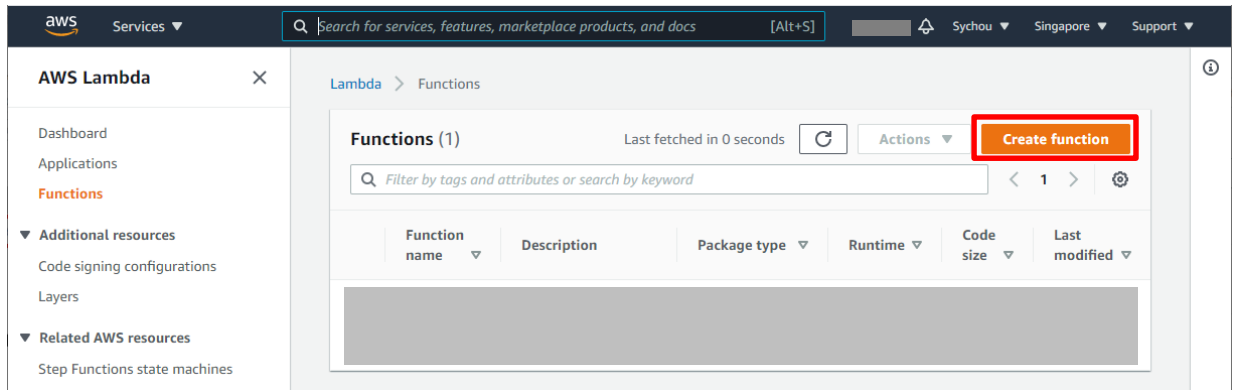 aws Services ▼ Search for services, features, marketplace products, and docs [Alt+S] Sychou ▼ Singapore ▼ Support ▼
AWS Lambda
Dashboard
Applications
Functions
▼ Additional resources
Code signing configurations
Layers
▼ Related AWS resources
Step Functions state machines
Lambda > Functions
Functions (1) Last fetched in 0 seconds Actions ▼ Create function
Filter by tags and attributes or search by keyword < 1 >
Function name Description Package type Runtime Code size Last modified